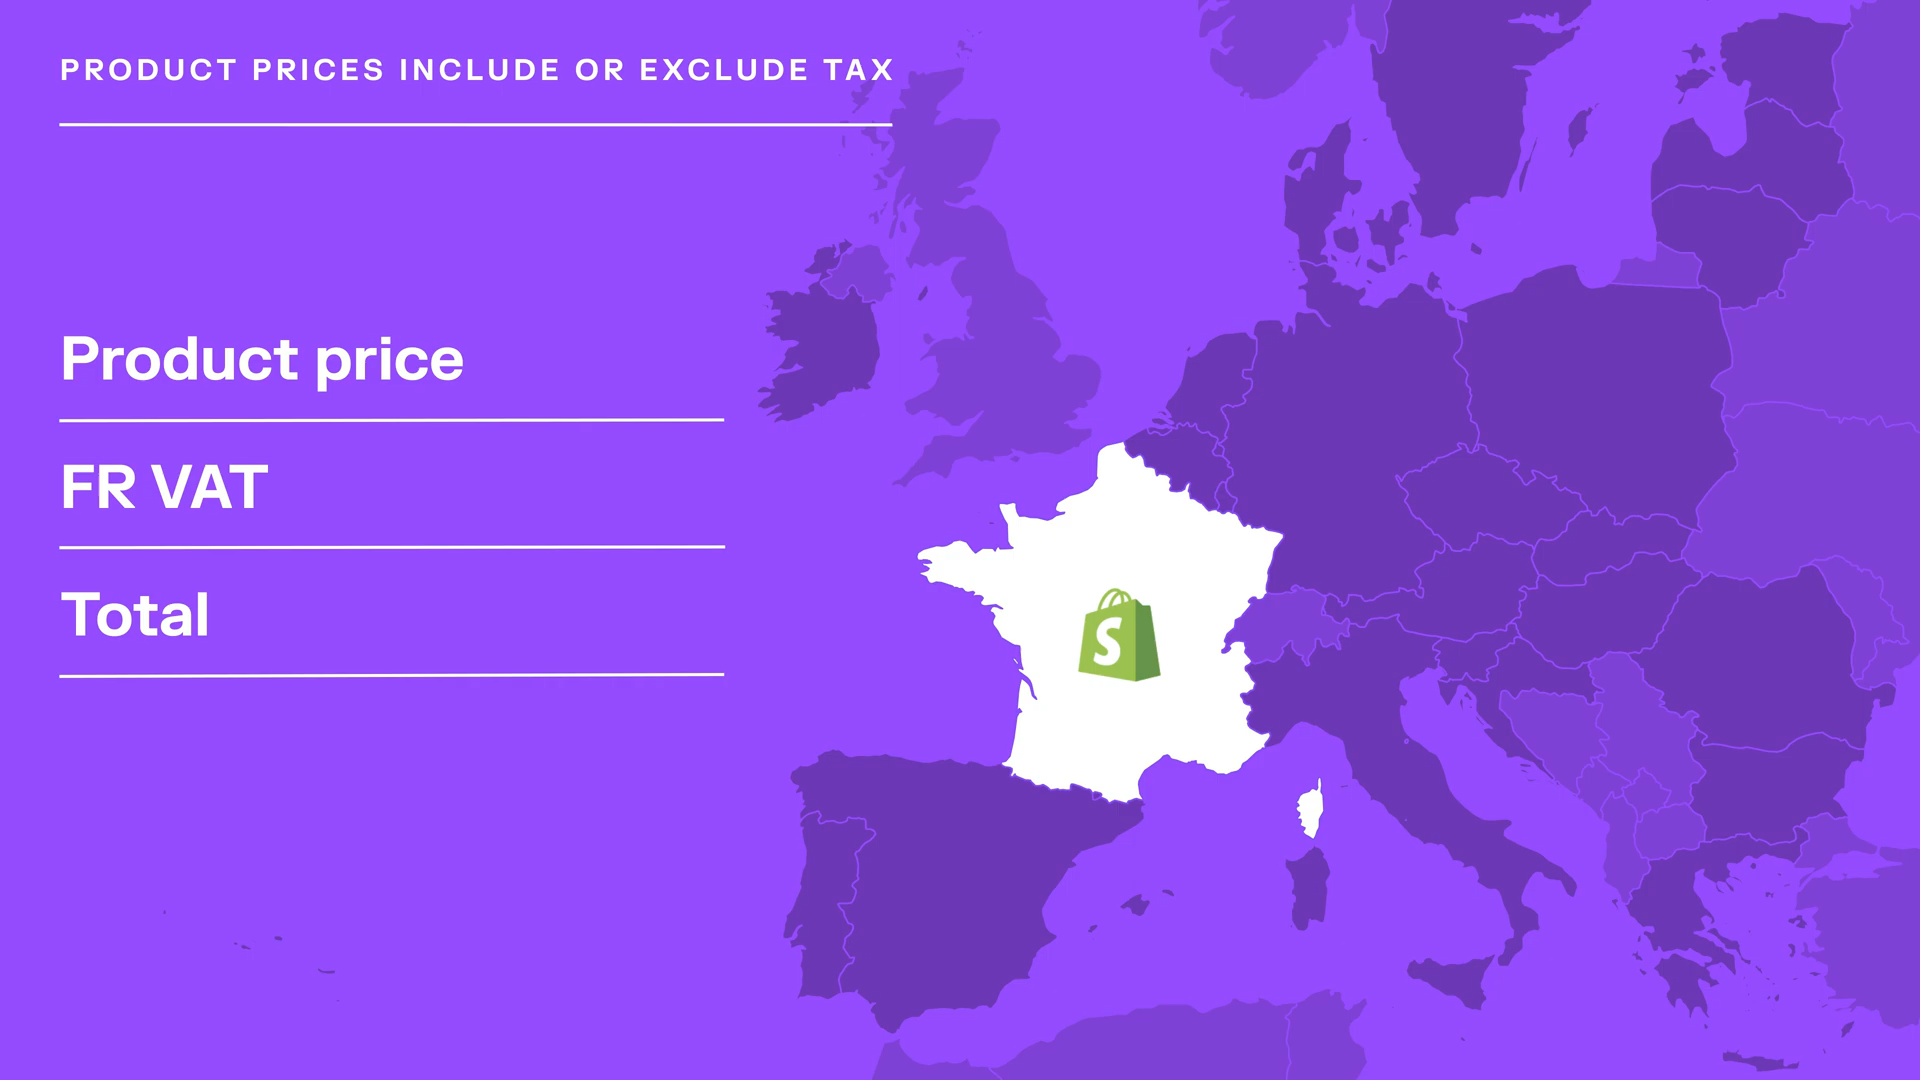 PRODUCT PRICES INCLUDE OR EXCLUDE TAX
Product price
FR VAT
Total
S